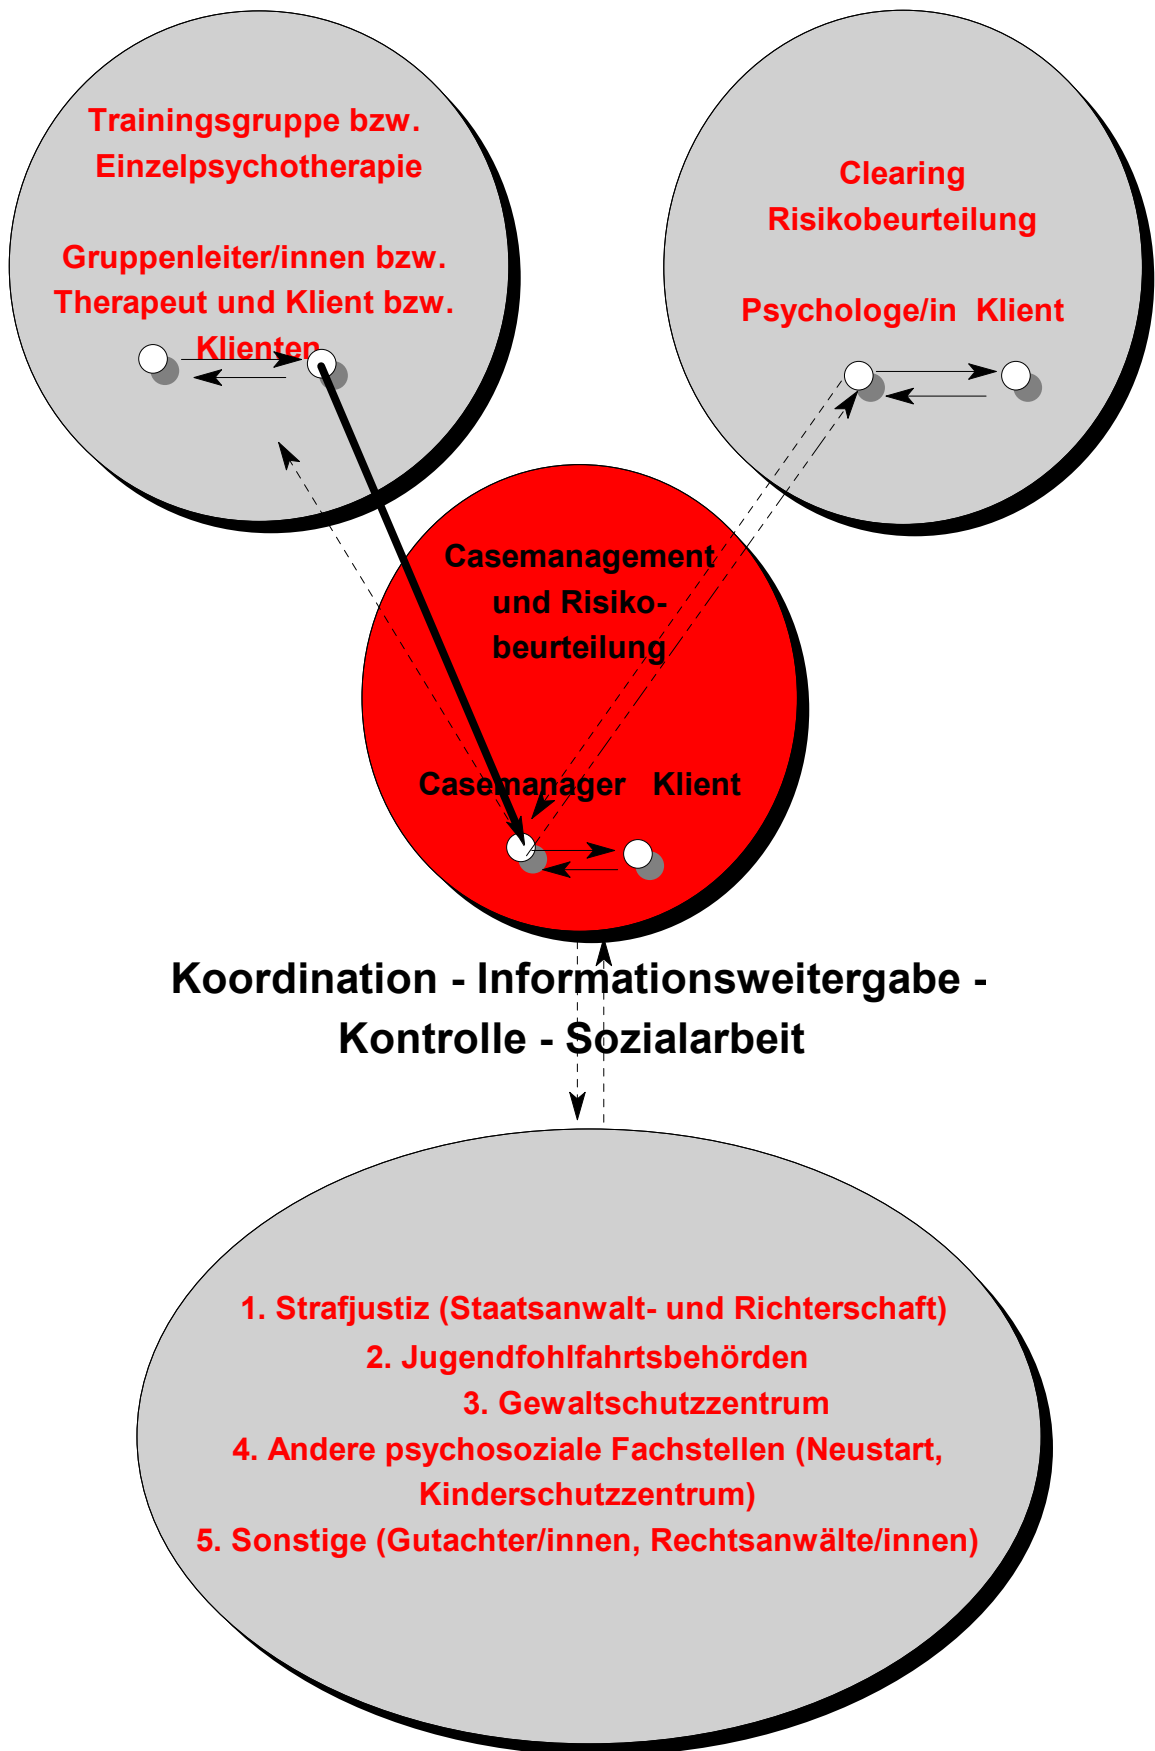 Trainingsgruppe bzw.
Einzelpsychotherapie
Gruppenleiter/innen bzw.
Therapeut und Klient bzw.
Klienten
Clearing
Risikobeurteilung
Psychologe/in Klient
Casemanagement
und Risiko-
beurteilung
Casemanager Klient
Koordination - Informationsweitergabe -
Kontrolle - Sozialarbeit
1. Strafjustiz (Staatsanwalt- und Richterschaft)
2. Jugendfohlfahrtsbehörden
3. Gewaltschutzzentrum
4. Andere psychosoziale Fachstellen (Neustart,
Kinderschutzzentrum)
5. Sonstige (Gutachter/innen, Rechtsanwälte/innen)